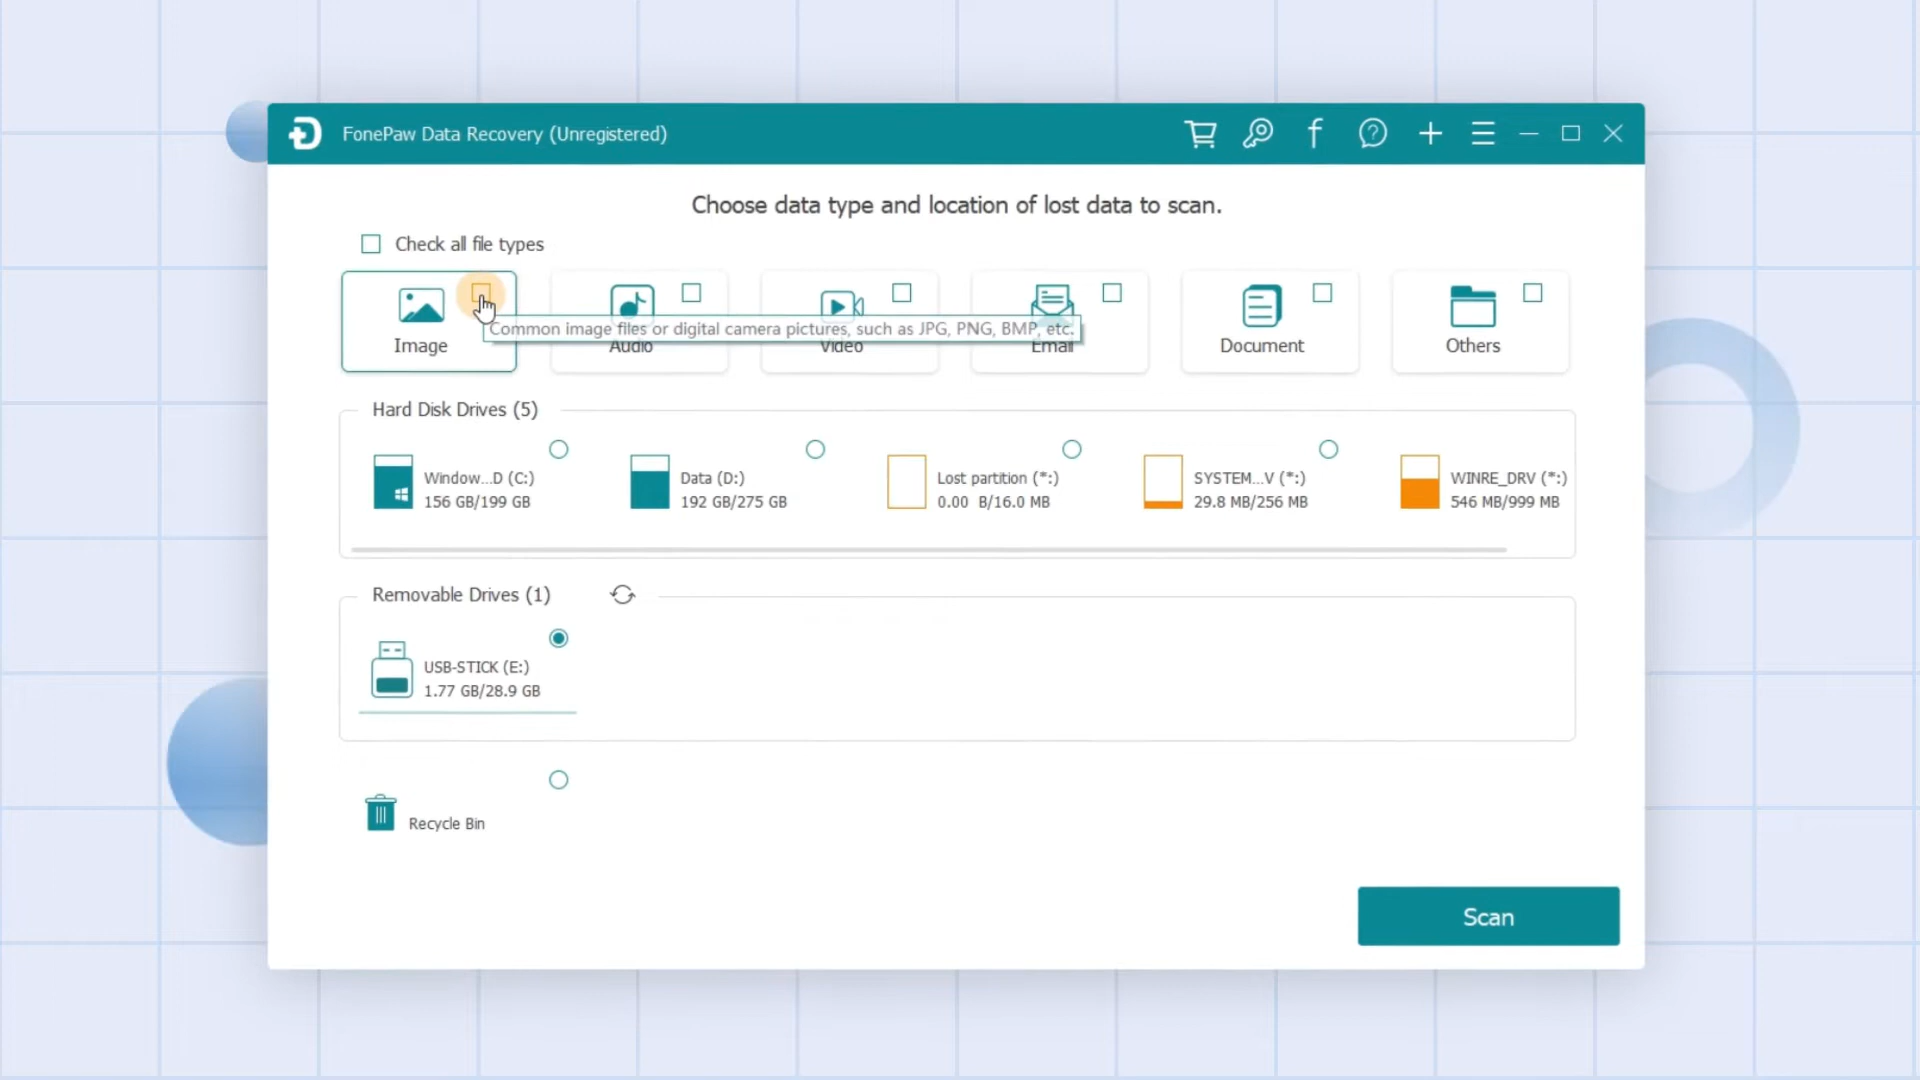 FonePaw Data Recovery (Unregistered)
Choose data type and location of lost data to scan.
Check all file types
Common image files or digital camera pictures, such as JPG, PNG, BMP, etc.
Image
Audio
Video
Email
Document
Others
Hard Disk Drives (5)
Window...D (C:)
156 GB/199 GB
Data (D:)
192 GB/275 GB
Lost partition (*:)
0.00 B/16.0 MB
SYSTEM...V (*:)
29.8 MB/256 MB
WINRE_DRV (*:)
546 MB/999 MB
Removable Drives (1)
USB-STICK (E:)
1.77 GB/28.9 GB
Recycle Bin
Scan